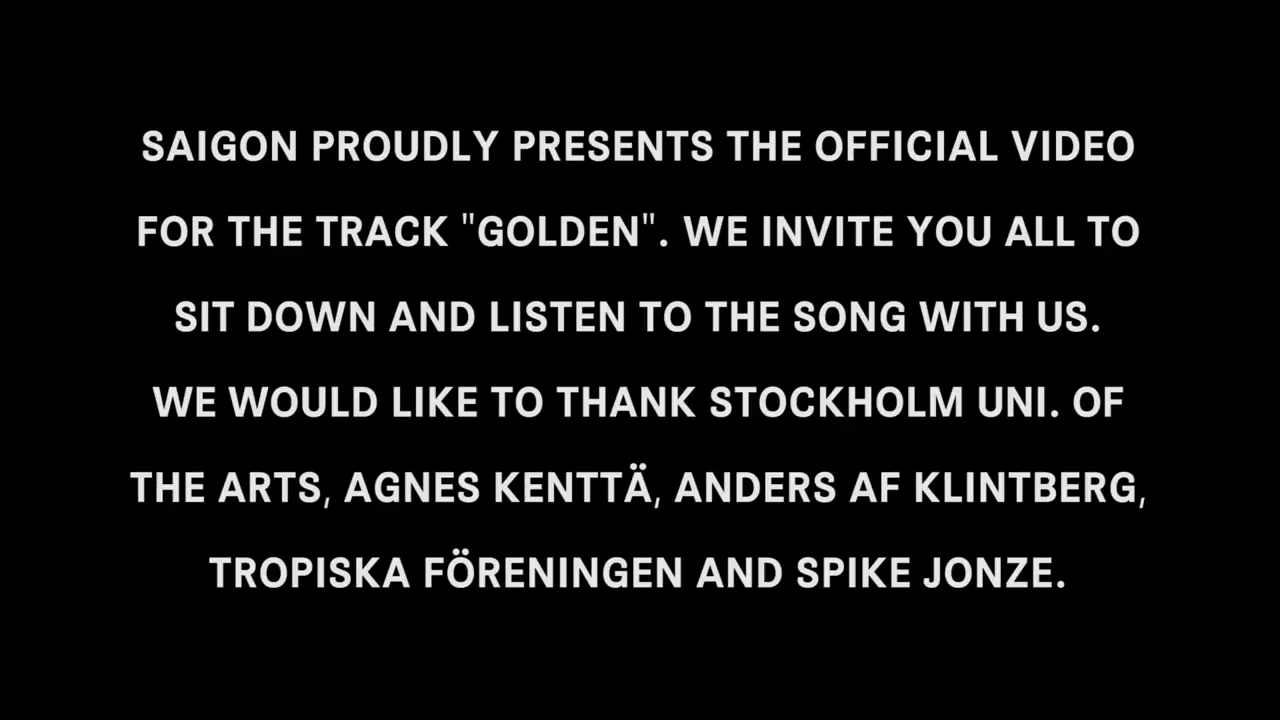 SAIGON PROUDLY PRESENTS THE OFFICIAL VIDEO
FOR THE TRACK "GOLDEN". WE INVITE YOU ALL TO
SIT DOWN AND LISTEN TO THE SONG WITH US.
WE WOULD LIKE TO THANK STOCKHOLM UNI. OF
THE ARTS, AGNES KENTTÄ, ANDERS AF KLINTBERG,
TROPISKA FÖRENINGEN AND SPIKE JONZE.